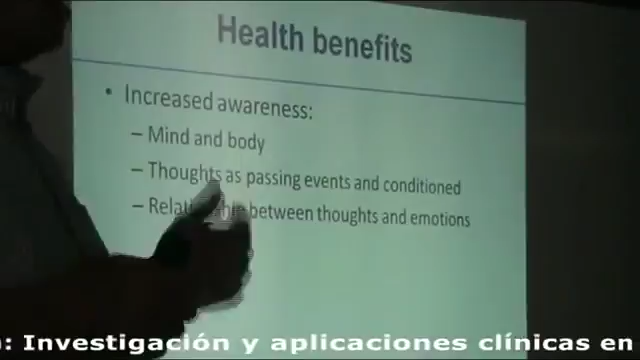 Health benefits
• Increased awareness:
– Mind and body
– Thoughts as passing events and conditioned
– between thoughts and emotions
: Investigación y aplicaciones clínicas en